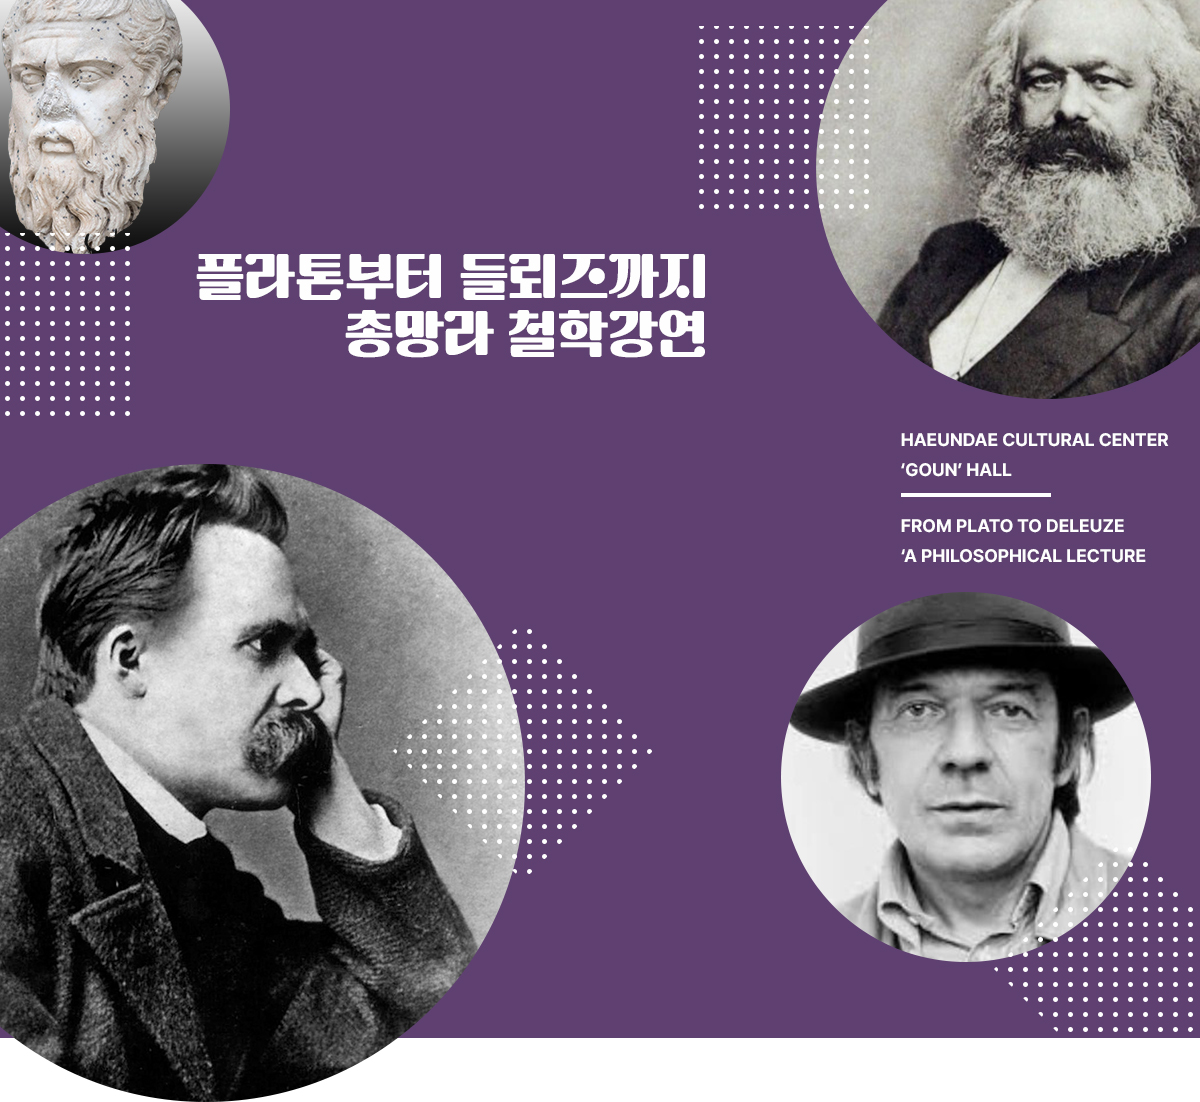 플라톤부터 들뢰즈까지
총망라 철학강연
HAEUNDAE CULTURAL CENTER
‘GOUN’ HALL
FROM PLATO TO DELEUZE
‘A PHILOSOPHICAL LECTURE